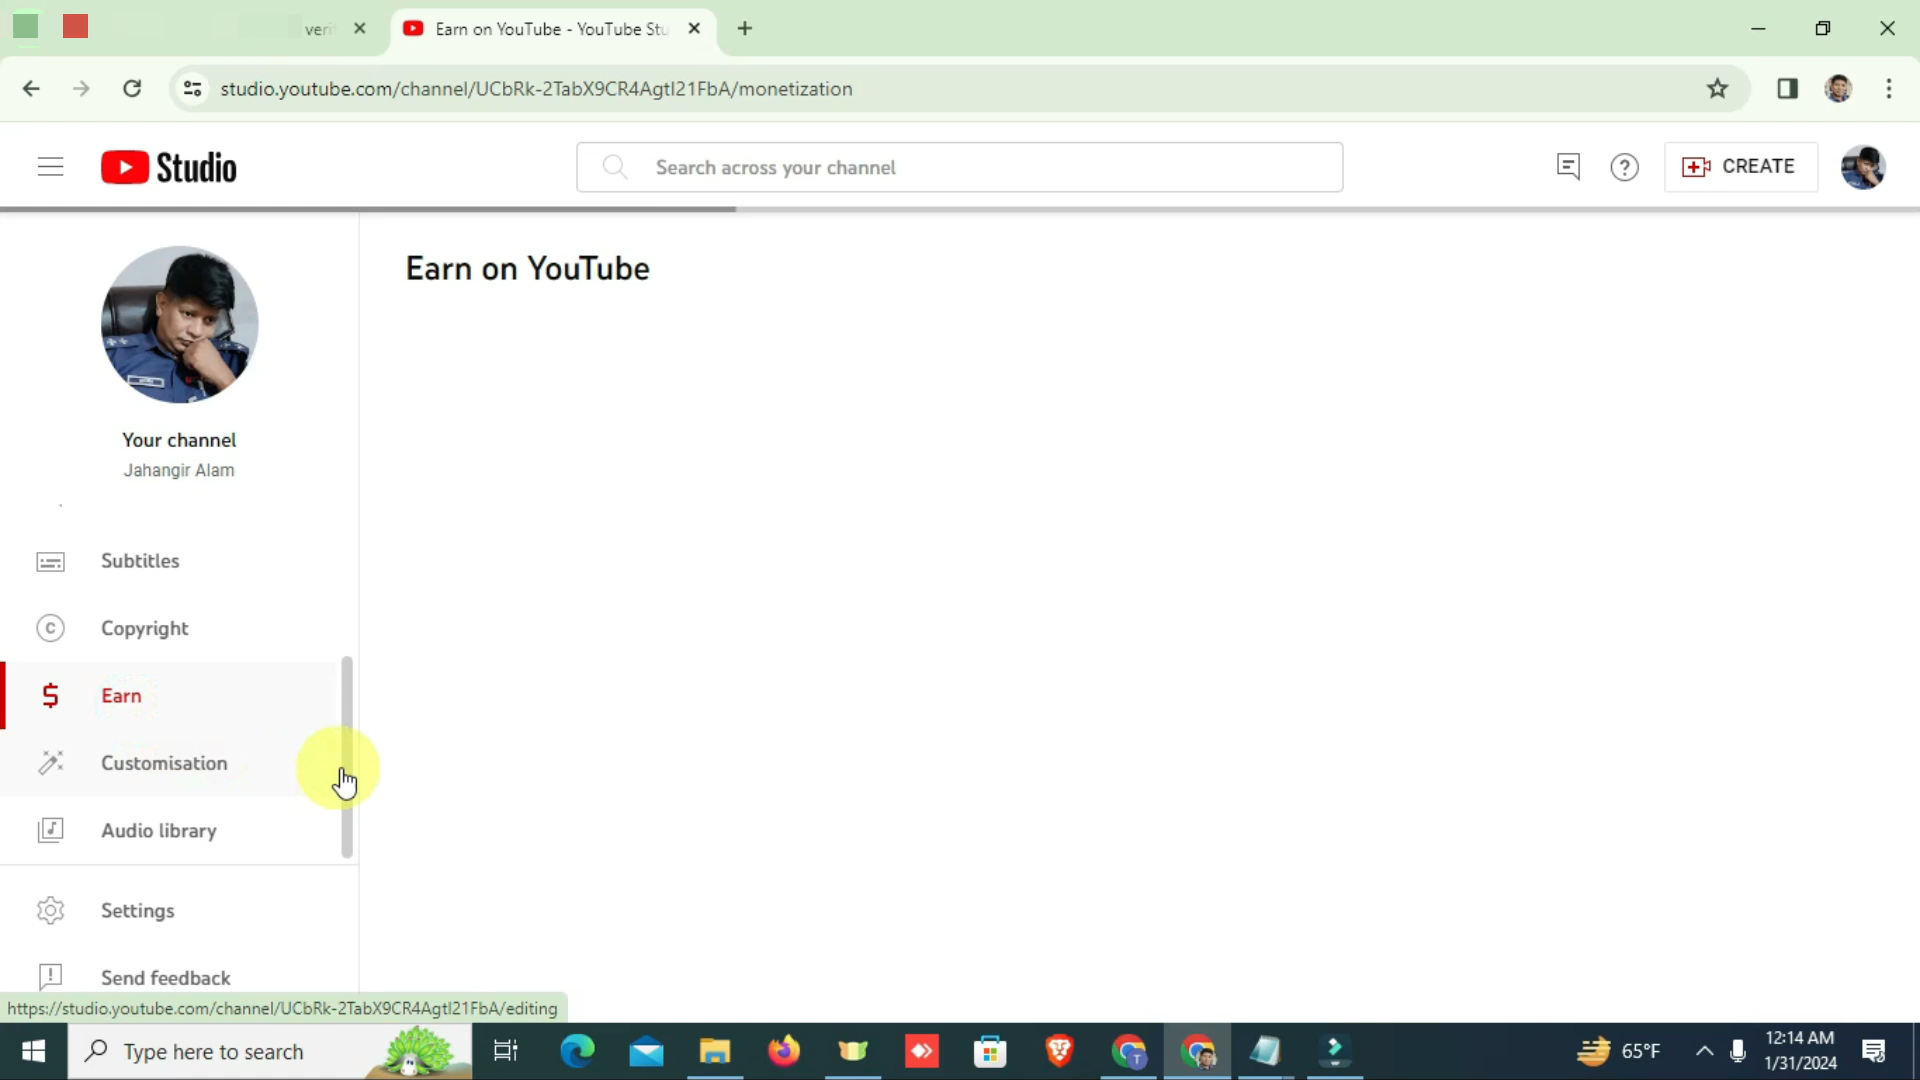 veri
Earn on YouTube - YouTube Stu
studio.youtube.com/channel/UCbRk-2TabX9CR4AgtI21FbA/monetization
Studio
Search across your channel
CREATE
Earn on YouTube
Your channel
Jahangir Alam
Subtitles
Copyright
Earn
Customisation
Audio library
Settings
Send feedback
https://studio.youtube.com/channel/UCbRk-2TabX9CR4AgtI21FbA/editing
Type here to search
T
65°F
12:14 AM
1/31/2024